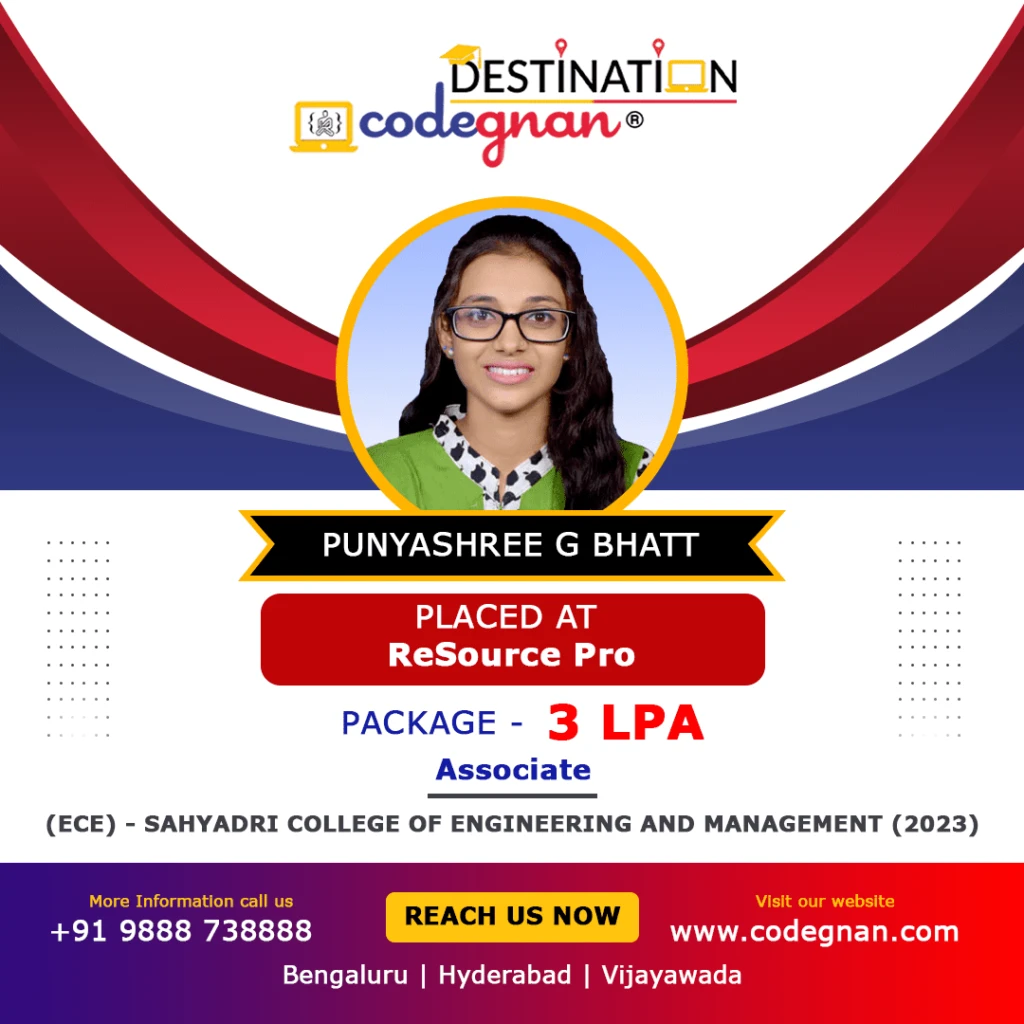 DESTINATION
codegnan®
PUNYASHREE G BHATT
PLACED AT
ReSource Pro
PACKAGE - 3 LPA
Associate
(ECE) - SAHYADRI COLLEGE OF ENGINEERING AND MANAGEMENT (2023)
More Information call us
+91 9888 738888
REACH US NOW
Visit our website
www.codegnan.com
Bengaluru | Hyderabad | Vijayawada